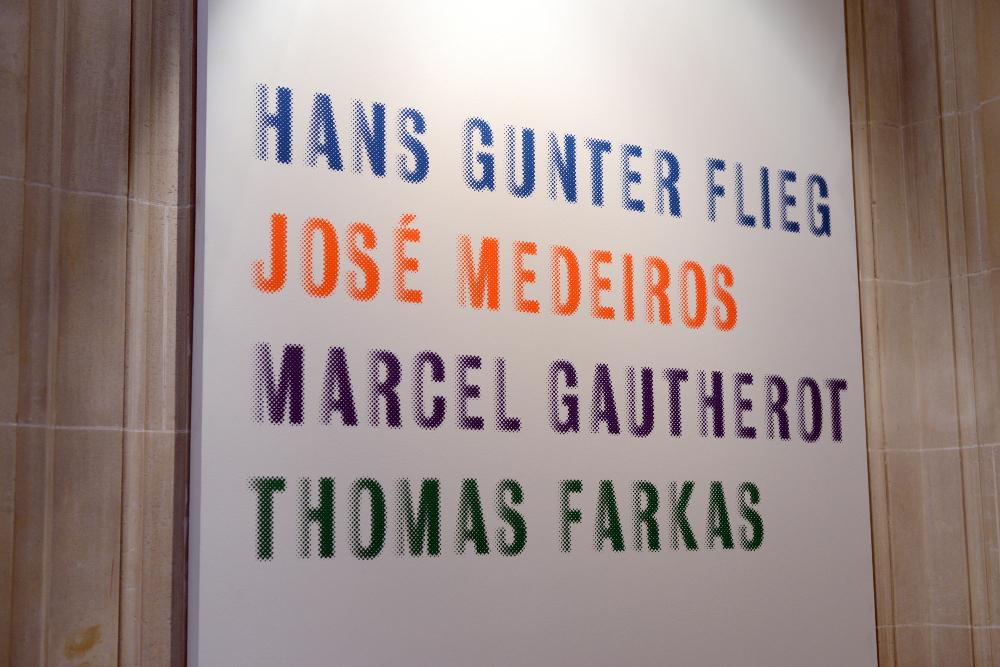 HANS GUNTER FLIEG
JOSÉ MEDEIROS
MARCEL GAUTHEROT
THOMAS FARKAS